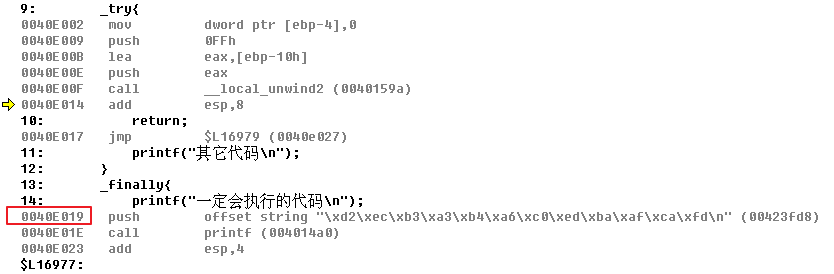 9: _try{
0040E002 mov dword ptr [ebp-4],0
0040E009 push 0FFh
0040E00B lea eax,[ebp-10h]
0040E00E push eax
0040E00F call __local_unwind2 (0040159a)
0040E014 add esp,8
10: return;
0040E017 jmp $L16979 (0040e027)
11: printf("其它代码\n");
12: }
13: _finally{
14: printf("一定会执行的代码\n");
0040E019 push offset string "\xd2\xec\xb3\xa3\xb4\xa6\xc0\xed\xba\xaf\xca\xfd\n" (00423fd8)
0040E01E call printf (004014a0)
0040E023 add esp,4
$L16977: